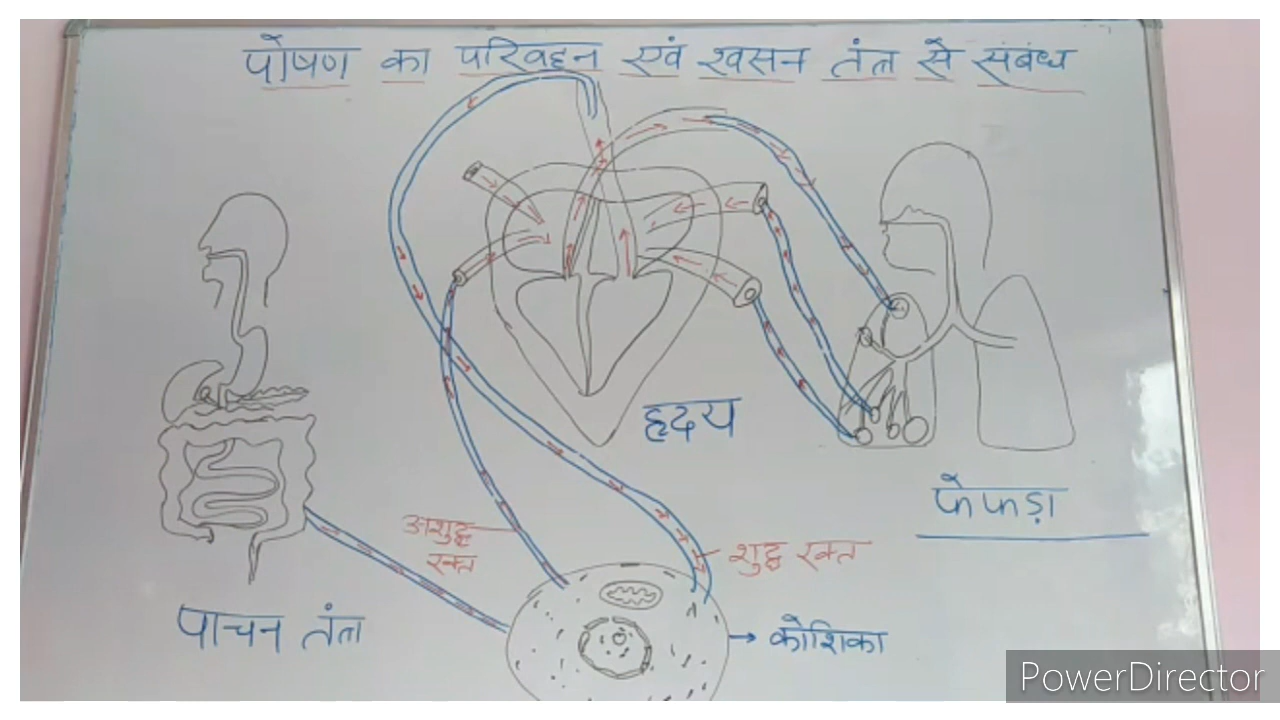 पोषण का परिवहन एवं श्वसन तंत्र से संबंध
हृदय
फेफड़ा
अशुद्ध
रक्त
शुद्ध रक्त
पाचन तंत्र
कोशिका
PowerDirector